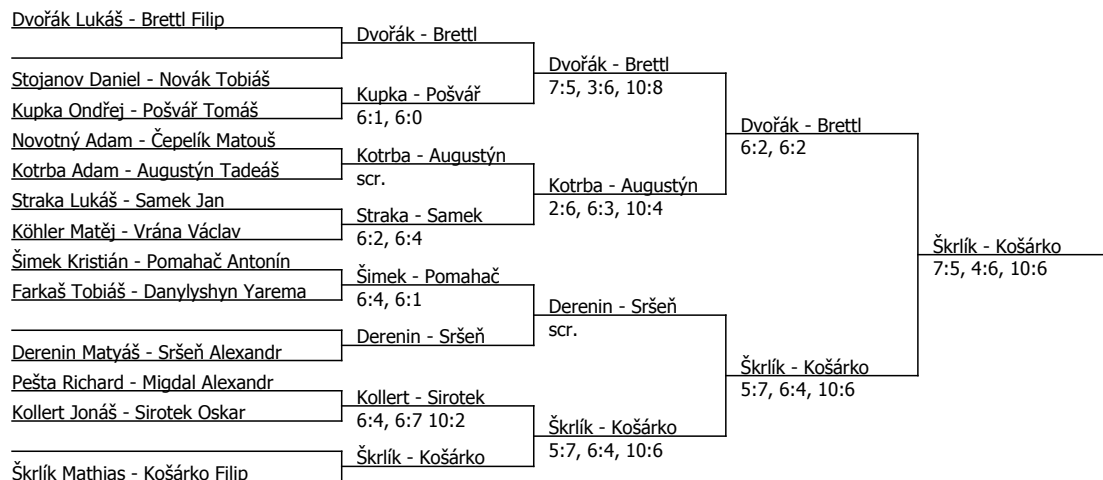 Dvořák Lukáš - Brettl Filip
Stojanov Daniel - Novák Tobiáš
Kupka Ondřej - Pošvář Tomáš
Novotný Adam - Čepelík Matouš
Kotrba Adam - Augustýn Tadeáš
Straka Lukáš - Samek Jan
Köhler Matěj - Vrána Václav
Šimek Kristián - Pomahač Antonín
Farkaš Tobiáš - Danylyshyn Yarema
Derenin Matyáš - Sršeň Alexandr
Pešta Richard - Migdal Alexandr
Kollert Jonáš - Sirotek Oskar
Škrlík Mathias - Košárko Filip
Dvořák - Brettl
Kupka - Pošvář
6:1, 6:0
Kotrba - Augustýn
scr.
Straka - Samek
6:2, 6:4
Šimek - Pomahač
6:4, 6:1
Derenin - Sršeň
Kollert - Sirotek
6:4, 6:7 10:2
Škrlík - Košárko
Dvořák - Brettl
7:5, 3:6, 10:8
Kotrba - Augustýn
2:6, 6:3, 10:4
Derenin - Sršeň
scr.
Škrlík - Košárko
5:7, 6:4, 10:6
Dvořák - Brettl
6:2, 6:2
Škrlík - Košárko
5:7, 6:4, 10:6
Škrlík - Košárko
7:5, 4:6, 10:6